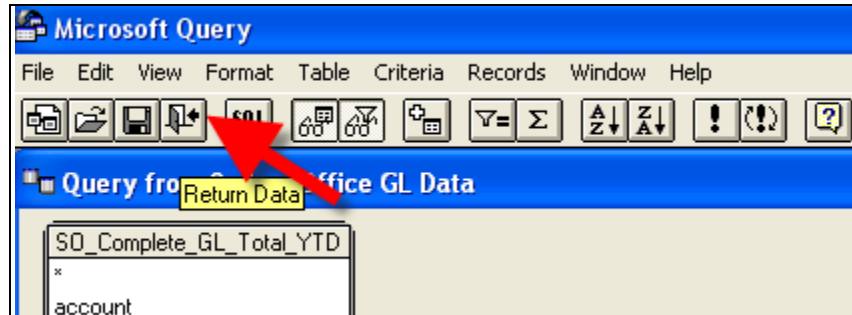 Microsoft Query
File Edit View Format Table Criteria Records Window Help
SQL
Query fro ffice GL Data
Return Data
SO_Complete_GL_Total_YTD
*
account